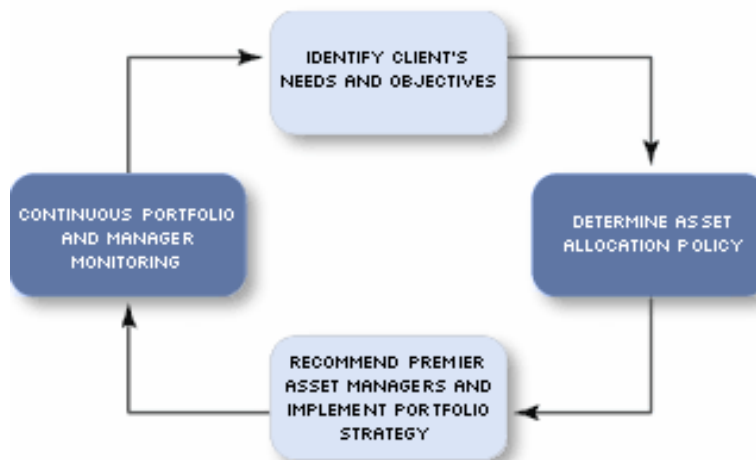 IDENTIFY CLIENT'S
NEEDS AND OBJECTIVES
DETERMINE ASSET
ALLOCATION POLICY
RECOMMEND PREMIER
ASSET MANAGERS AND
IMPLEMENT PORTFOLIO
STRATEGY
CONTINUOUS PORTFOLIO
AND MANAGER
MONITORING